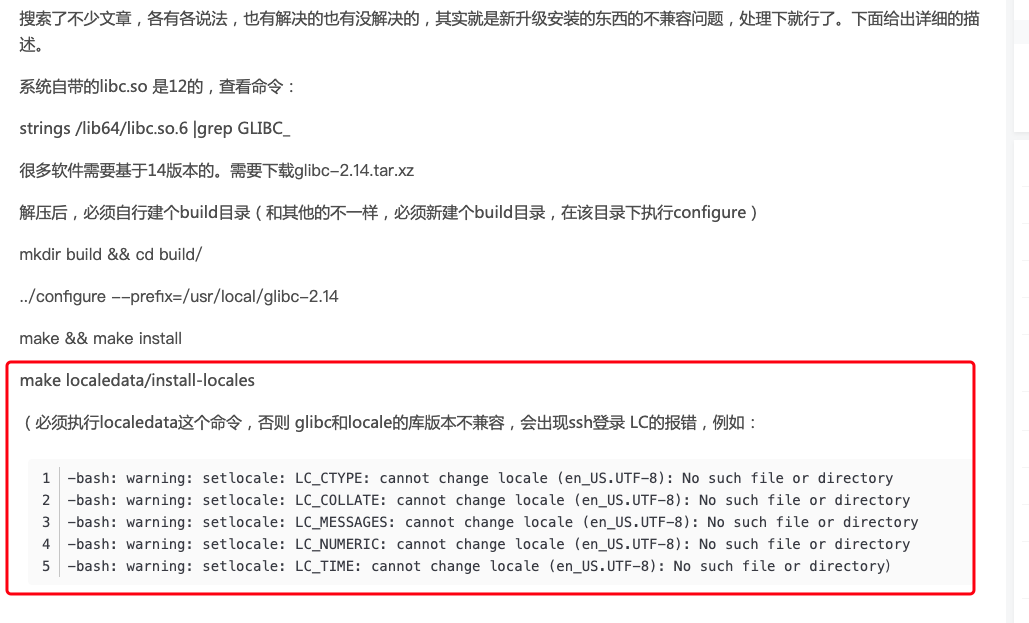 搜索了不少文章，各有各说法，也有解决的也有没解决的，其实就是新升级安装的东西的不兼容问题，处理下就行了。下面给出详细的描
述。
系统自带的libc.so 是12的，查看命令：
strings /lib64/libc.so.6 |grep GLIBC_
很多软件需要基于14版本的。需要下载glibc-2.14.tar.xz
解压后，必须自行建个build目录（和其他的不一样，必须新建个build目录，在该目录下执行configure）
mkdir build && cd build/
../configure --prefix=/usr/local/glibc-2.14
make && make install
make localedata/install-locales
（必须执行localedata这个命令，否则 glibc和locale的库版本不兼容，会出现ssh登录 LC的报错，例如：
1 -bash: warning: setlocale: LC_CTYPE: cannot change locale (en_US.UTF-8): No such file or directory
2 -bash: warning: setlocale: LC_COLLATE: cannot change locale (en_US.UTF-8): No such file or directory
3 -bash: warning: setlocale: LC_MESSAGES: cannot change locale (en_US.UTF-8): No such file or directory
4 -bash: warning: setlocale: LC_NUMERIC: cannot change locale (en_US.UTF-8): No such file or directory
5 -bash: warning: setlocale: LC_TIME: cannot change locale (en_US.UTF-8): No such file or directory）